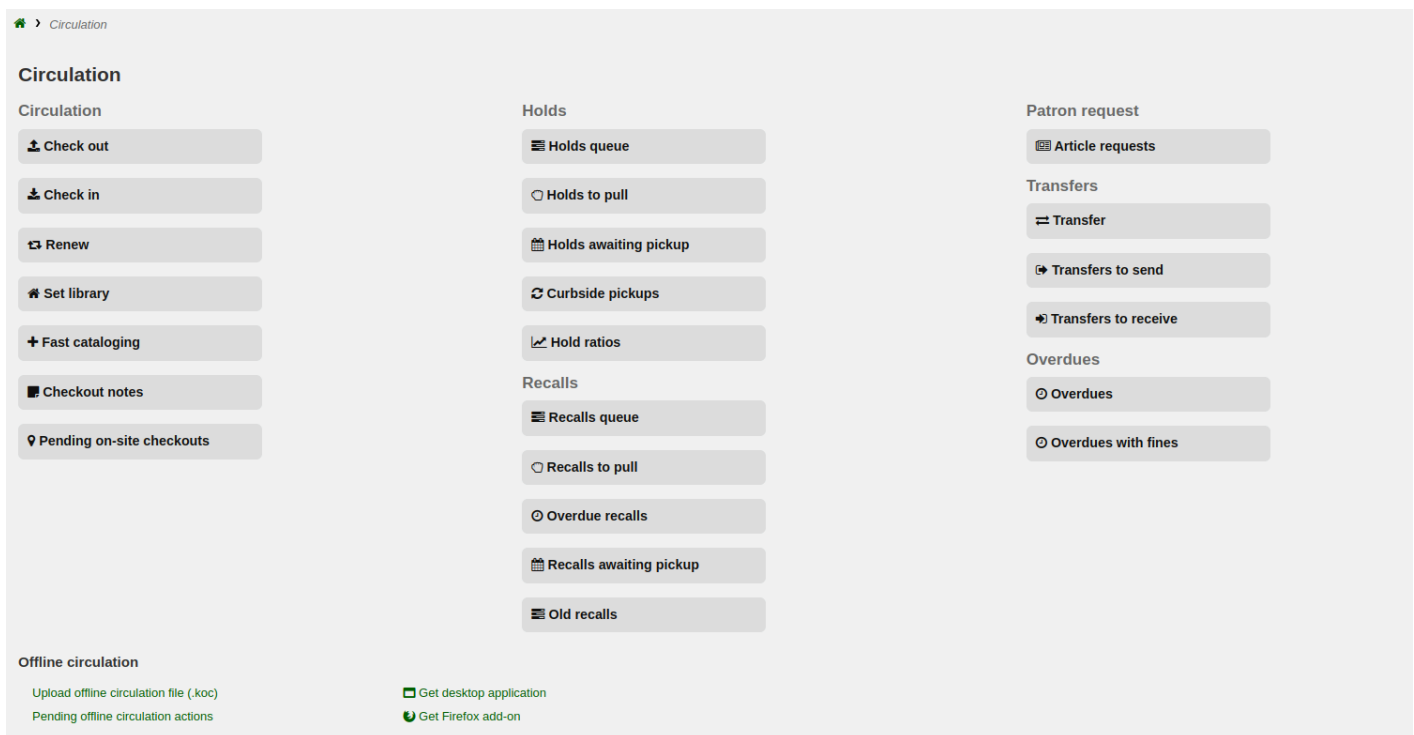 Circulation
Circulation
Circulation
Check out
Check in
Renew
Set library
Fast cataloging
Checkout notes
Pending on-site checkouts
Holds
Holds queue
Holds to pull
Holds awaiting pickup
Curbside pickups
Hold ratios
Recalls
Recalls queue
Recalls to pull
Overdue recalls
Recalls awaiting pickup
Old recalls
Patron request
Article requests
Transfers
Transfer
Transfers to send
Transfers to receive
Overdues
Overdues
Overdues with fines
Offline circulation
Upload offline circulation file (.koc)
Pending offline circulation actions
Get desktop application
Get Firefox add-on